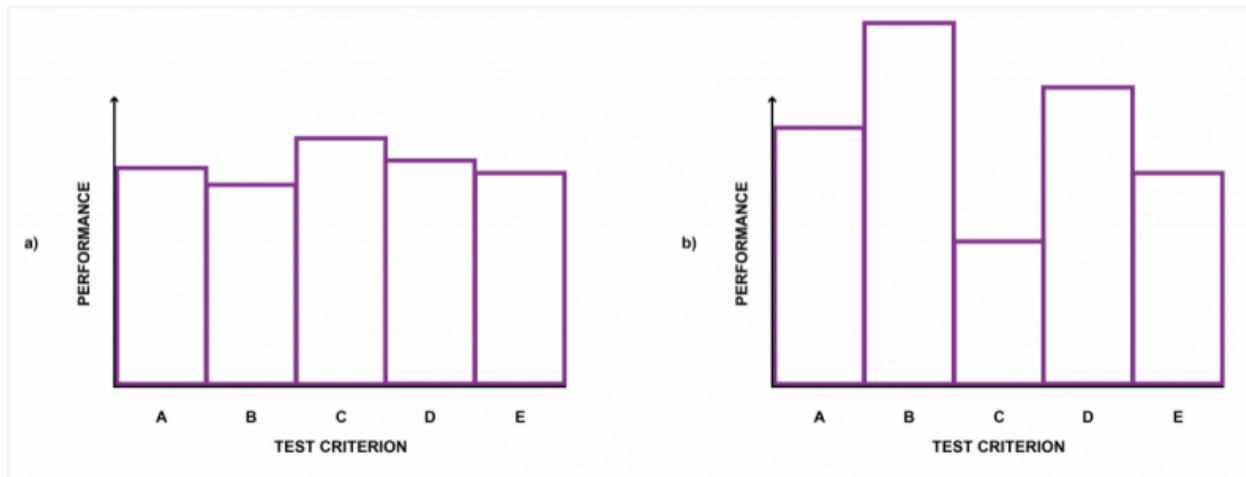 a)
PERFORMANCE
A B C D E
TEST CRITERION
b)
PERFORMANCE
A B C D E
TEST CRITERION